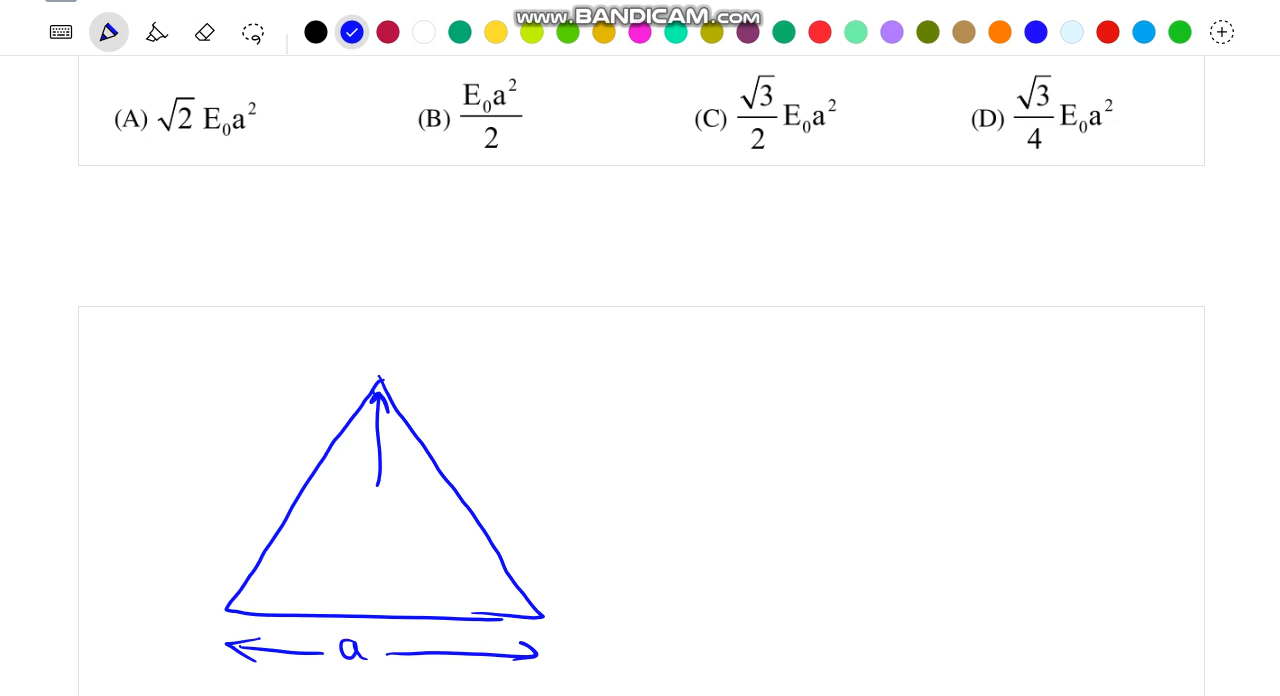 www.BANDICAM.com
(A) √2 E₀a² (B) E₀a²/2 (C) √3/2 E₀a² (D) √3/4 E₀a²
a